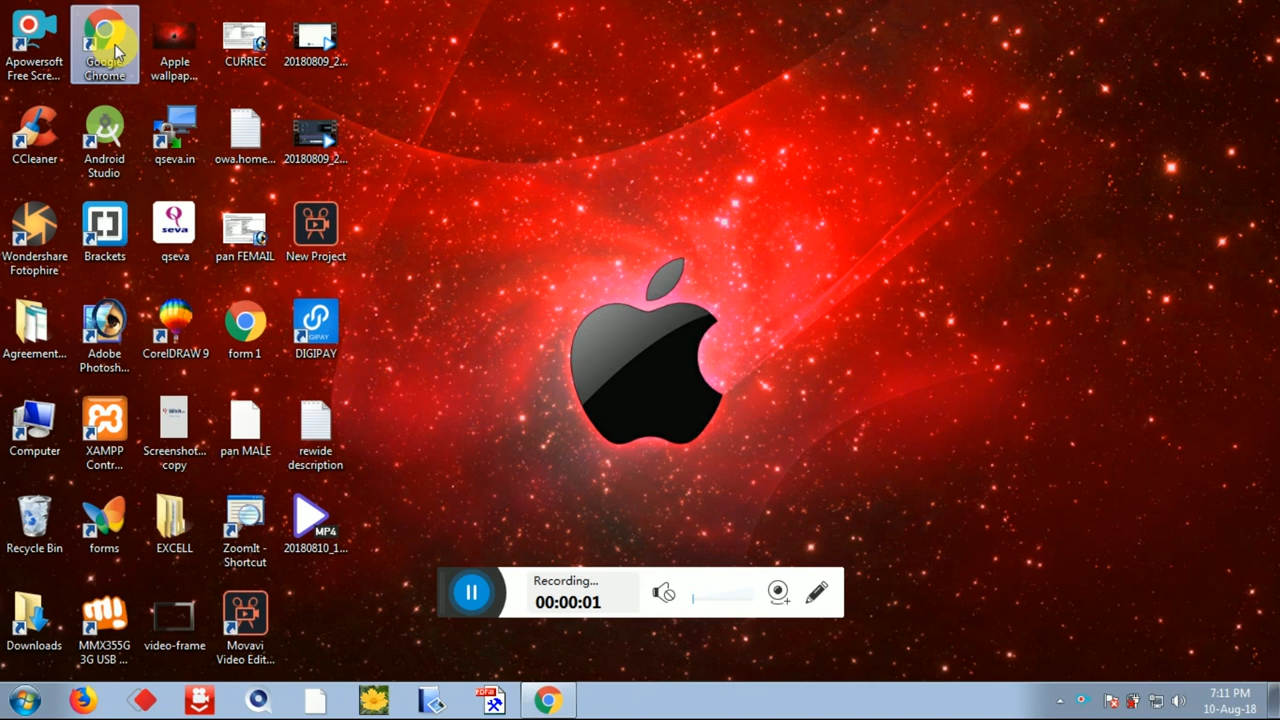 Apowersoft
Free Scre...
Google
Chrome
Apple
wallpap...
CURREC
20180809_2...
CCleaner
Android
Studio
qseva.in
owa.home...
20180809_2...
Wondershare
Fotophire
Brackets
Q
seva
qseva
pan FEMAIL
New Project
Agreement...
Adobe
Photosh...
CorelDRAW 9
form 1
DIGIPAY
Computer
XAMPP
Contr...
Screenshot...
copy
pan MALE
rewide
description
Recycle Bin
forms
EXCELL
ZoomIt -
Shortcut
MP4
20180810_1...
Downloads
MMX355G
3G USB ...
video-frame
Movavi
Video Edit...
Recording...
00:00:01
7:11 PM
10-Aug-18